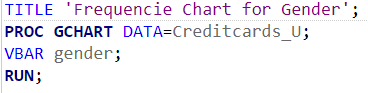 TITLE 'Frequencie Chart for Gender';
PROC GCHART DATA=Creditcards_U;
VBAR gender;
RUN;